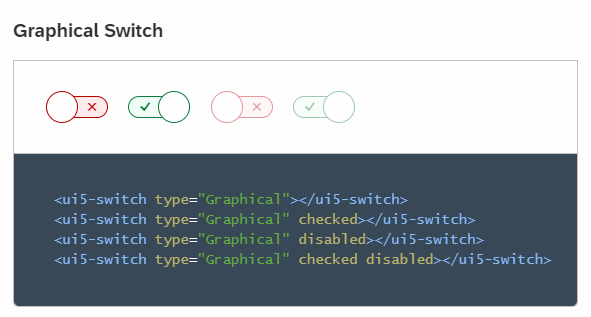 Graphical Switch
<ui5-switch type="Graphical"></ui5-switch>
<ui5-switch type="Graphical" checked></ui5-switch>
<ui5-switch type="Graphical" disabled></ui5-switch>
<ui5-switch type="Graphical" checked disabled></ui5-switch>